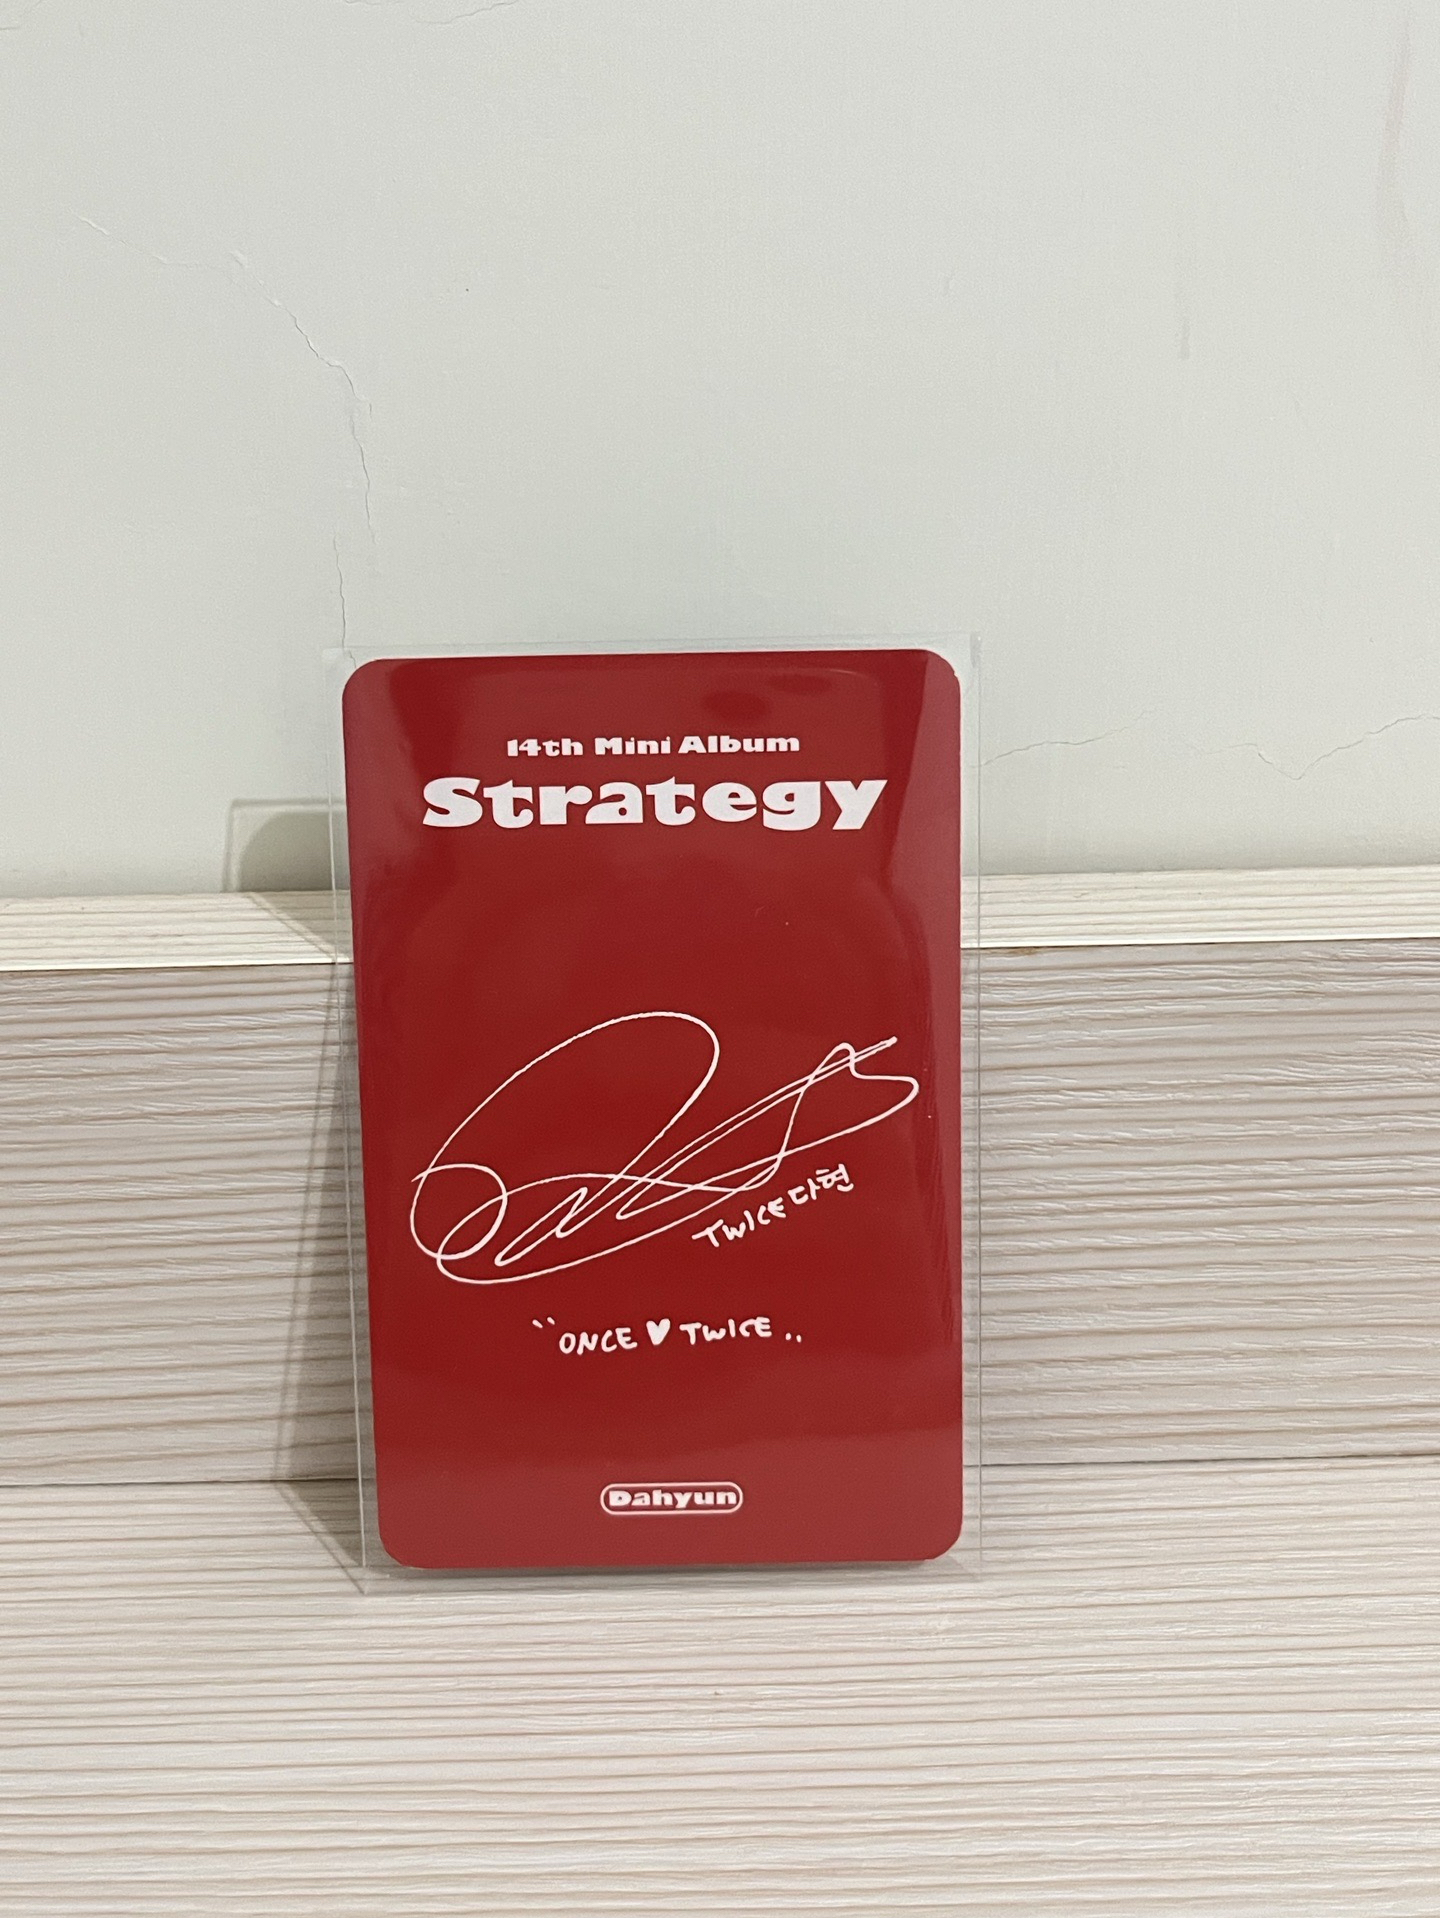 14th Mini Album
Strategy
TWICE 다현
"ONCE ♥ TWICE..
Dahyun